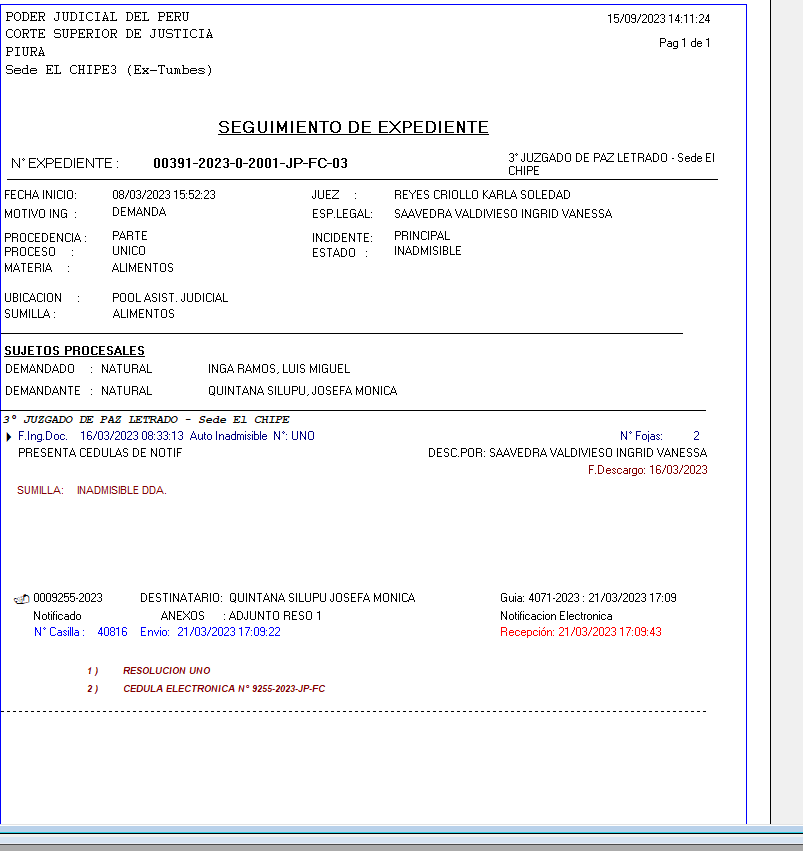 PODER JUDICIAL DEL PERU
15/09/2023 14:11:24
CORTE SUPERIOR DE JUSTICIA
Pag 1 de 1
PIURA
Sede EL CHIPE3 (Ex-Tumbes)
SEGUIMIENTO DE EXPEDIENTE
N° EXPEDIENTE : 00391-2023-0-2001-JP-FC-03
3° JUZGADO DE PAZ LETRADO - Sede El
CHIPE
FECHA INICIO: 08/03/2023 15:52:23 JUEZ : REYES CRIOLLO KARLA SOLEDAD
MOTIVO ING : DEMANDA ESP.LEGAL: SAAVEDRA VALDIVIESO INGRID VANESSA
PROCEDENCIA : PARTE INCIDENTE: PRINCIPAL
PROCESO : UNICO ESTADO : INADMISIBLE
MATERIA : ALIMENTOS
UBICACION : POOL ASIST. JUDICIAL
SUMILLA : ALIMENTOS
SUJETOS PROCESALES
DEMANDADO : NATURAL INGA RAMOS, LUIS MIGUEL
DEMANDANTE : NATURAL QUINTANA SILUPU, JOSEFA MONICA
3° JUZGADO DE PAZ LETRADO - Sede El CHIPE
F.Ing.Doc. 16/03/2023 08:33:13 Auto Inadmisible N°: UNO N° Fojas: 2
PRESENTA CEDULAS DE NOTIF DESC.POR: SAAVEDRA VALDIVIESO INGRID VANESSA
F.Descargo: 16/03/2023
SUMILLA: INADMISIBLE DDA.
0009255-2023 DESTINATARIO: QUINTANA SILUPU JOSEFA MONICA Guia: 4071-2023 : 21/03/2023 17:09
Notificado ANEXOS : ADJUNTO RESO 1 Notificacion Electronica
N° Casilla : 40816 Envio: 21/03/2023 17:09:22 Recepción: 21/03/2023 17:09:43
1 ) RESOLUCION UNO
2 ) CEDULA ELECTRONICA N° 9255-2023-JP-FC